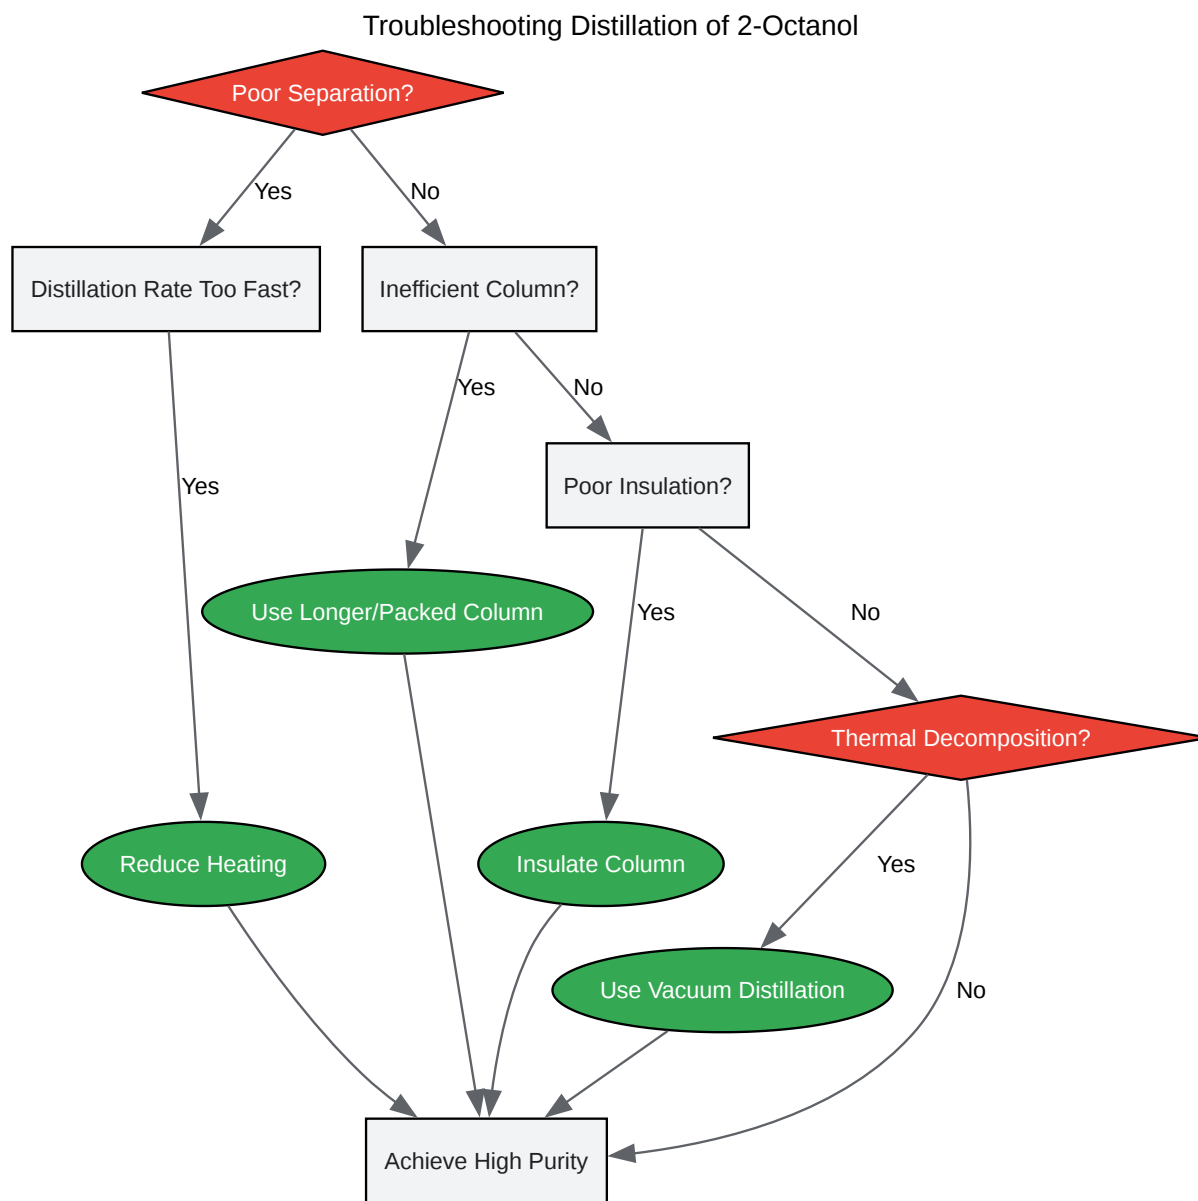 Troubleshooting Distillation of 2-Octanol
Poor Separation?
Yes
No
Distillation Rate Too Fast?
Inefficient Column?
Yes
No
Yes
Poor Insulation?
Use Longer/Packed Column
Yes
No
Thermal Decomposition?
Reduce Heating
Insulate Column
Yes
Use Vacuum Distillation
No
Achieve High Purity